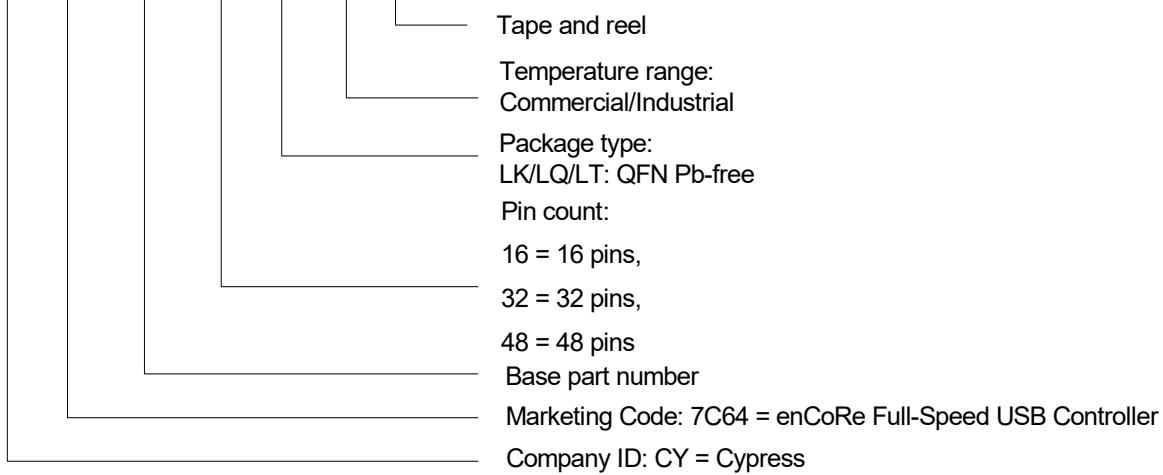 Tape and reel
Temperature range:
Commercial/Industrial
Package type:
LK/LQ/LT: QFN Pb-free
Pin count:
16 = 16 pins,
32 = 32 pins,
48 = 48 pins
Base part number
Marketing Code: 7C64 = enCoRe Full-Speed USB Controller
Company ID: CY = Cypress